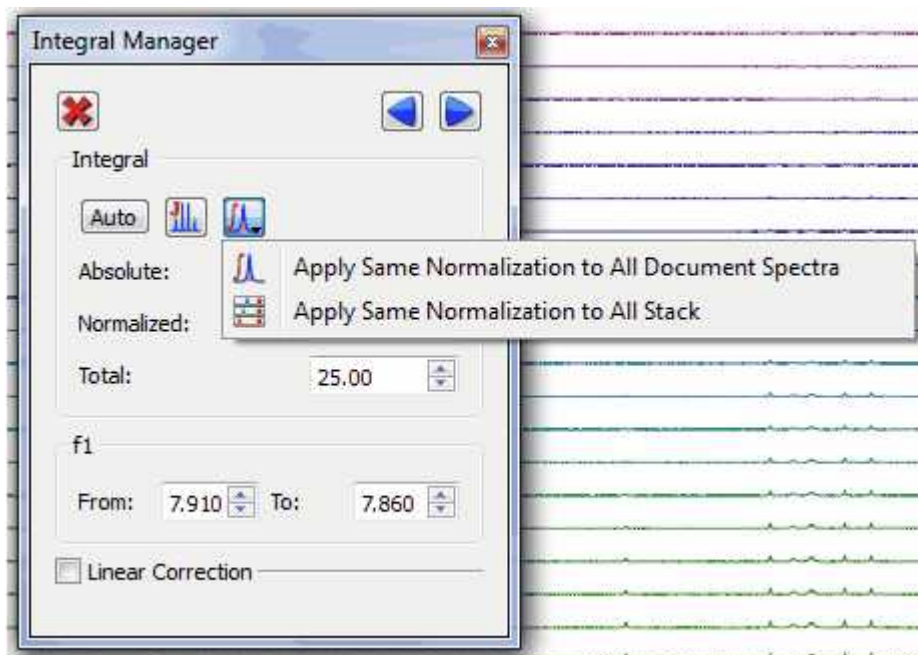 Integral Manager
Integral
Auto
Absolute:
Apply Same Normalization to All Document Spectra
Normalized:
Apply Same Normalization to All Stack
Total: 25.00
f1
From: 7.910 To: 7.860
Linear Correction